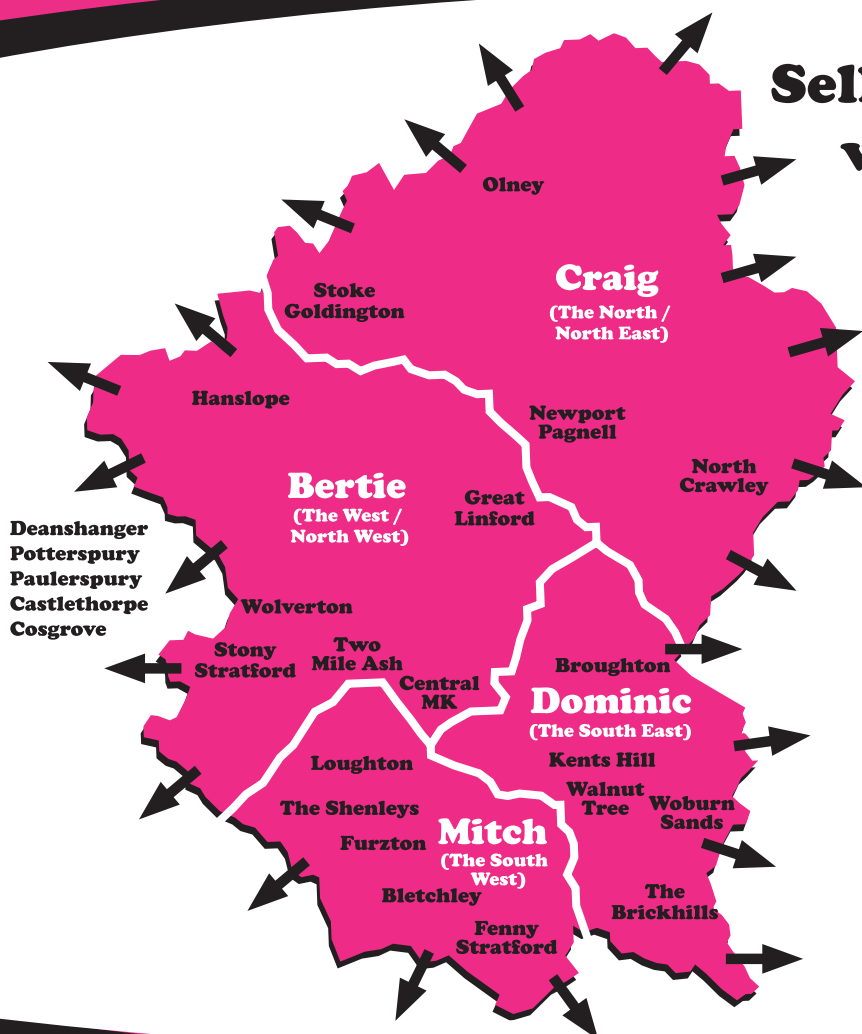 Olney
Craig
(The North /
North East)
Stoke
Goldington
Hanslope
Newport
Pagnell
North
Crawley
Bertie
(The West /
North West)
Great
Linford
Deanshanger
Potterspury
Paulerspury
Castlethorpe
Cosgrove
Wolverton
Stony
Stratford
Two
Mile Ash
Central
MK
Broughton
Dominic
(The South East)
Kents Hill
Walnut
Tree
Woburn
Sands
The
Brickhills
Loughton
The Shenleys
Furzton
Mitch
(The South
West)
Bletchley
Fenny
Stratford